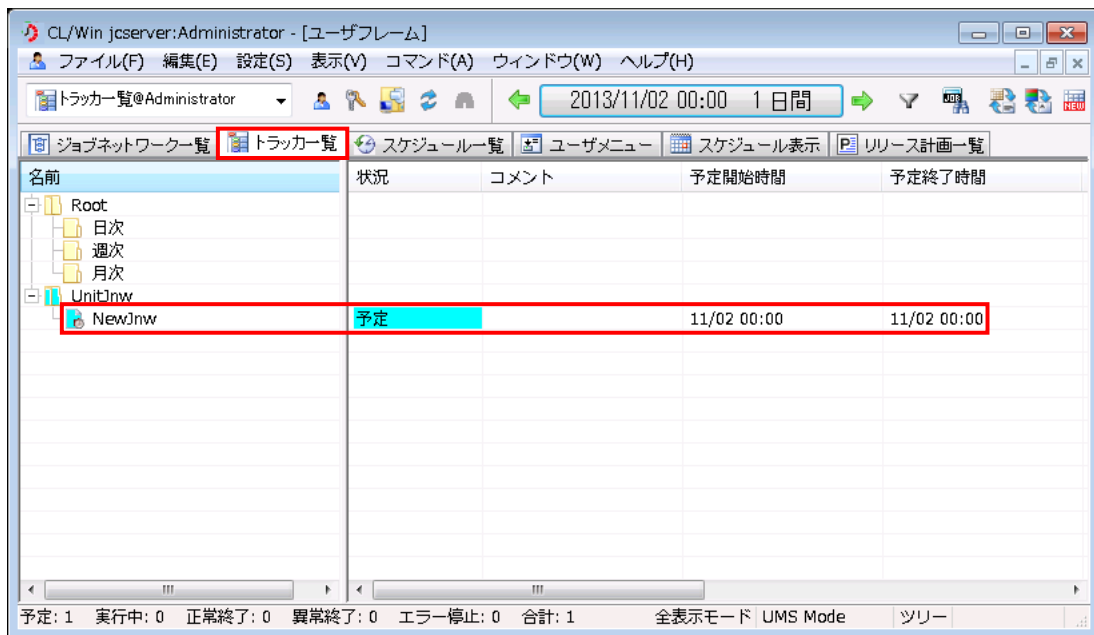 CL/Win jcserver:Administrator - [ユーザフレーム]
ファイル(F) 編集(E) 設定(S) 表示(V) コマンド(A) ウィンドウ(W) ヘルプ(H)
トラッカ一覧@Administrator 2013/11/02 00:00 1 日間
ジョブネットワーク一覧 トラッカ一覧 スケジュール一覧 ユーザメニュー スケジュール表示 リリース計画一覧
名前 状況 コメント 予定開始時間 予定終了時間
Root
日次
週次
月次
UnitJnw
NewJnw 予定 11/02 00:00 11/02 00:00
予定: 1 実行中: 0 正常終了: 0 異常終了: 0 エラー停止: 0 合計: 1 全表示モード UMS Mode ツリー